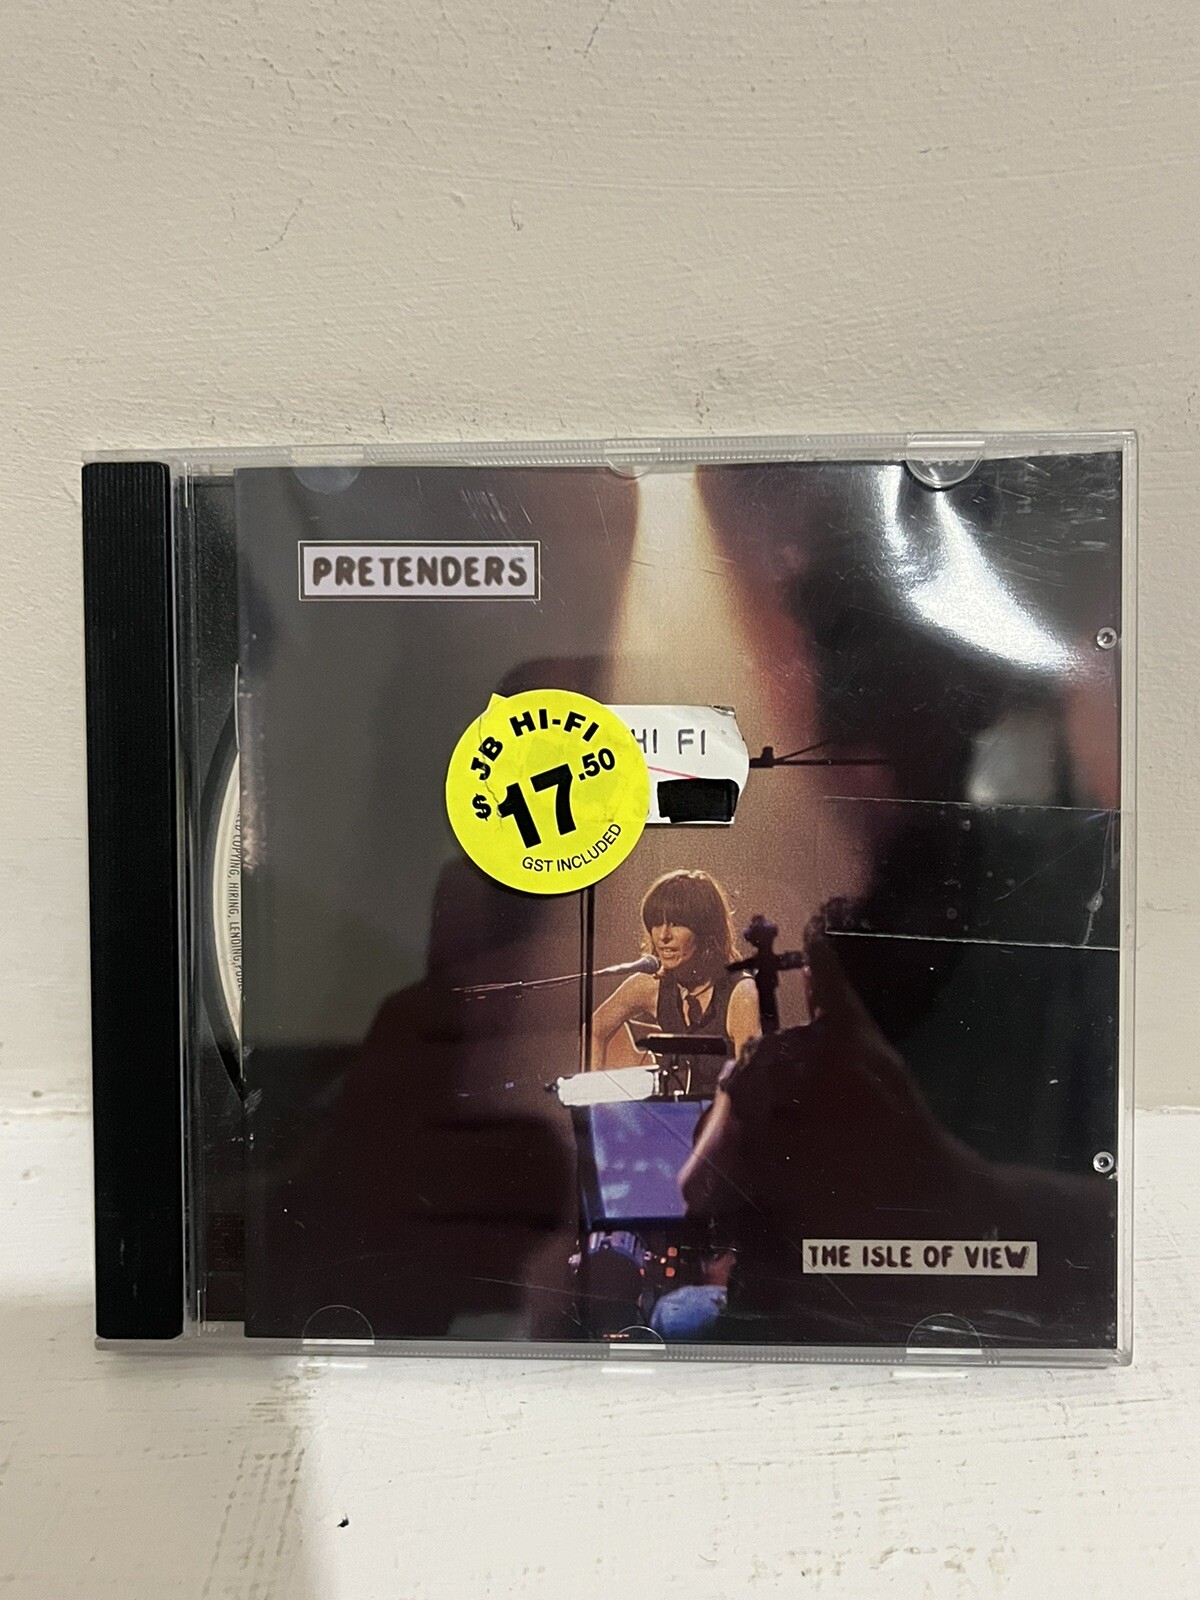 PRETENDERS
JB HI-FI
$17.50
GST INCLUDED
HI FI
COPYING, HIRING, LENDING,
THE ISLE OF VIEW